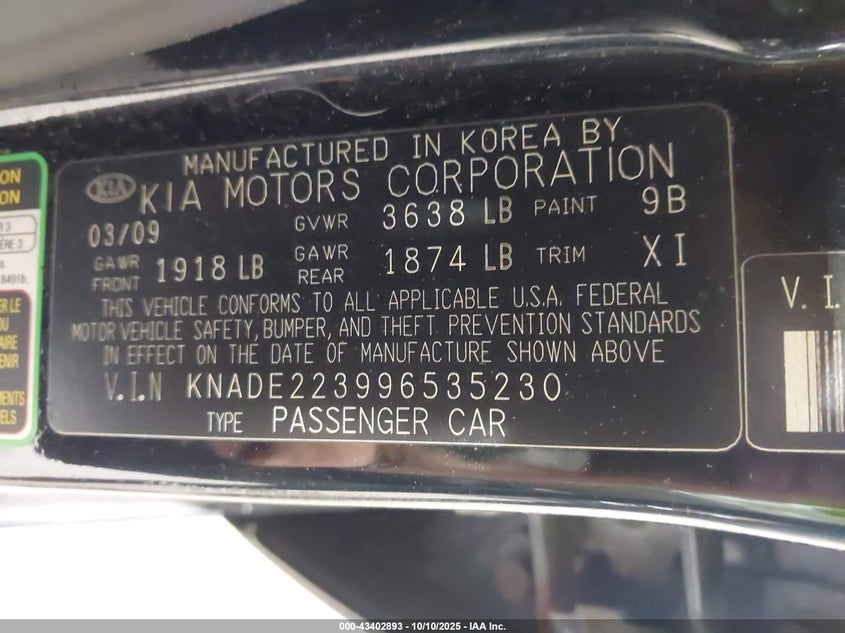 MANUFACTURED IN KOREA BY
KIA KIA MOTORS CORPORATION
03/09 GVWR 3638 LB PAINT 9B
GAWR FRONT 1918 LB GAWR REAR 1874 LB TRIM XI
THIS VEHICLE CONFORMS TO ALL APPLICABLE U.S.A. FEDERAL
MOTOR VEHICLE SAFETY, BUMPER, AND THEFT PREVENTION STANDARDS
IN EFFECT ON THE DATE OF MANUFACTURE SHOWN ABOVE
V.I.N KNADE223996535230
TYPE PASSENGER CAR
V. I.
000-43402893 - 10/10/2025 - IAA Inc.